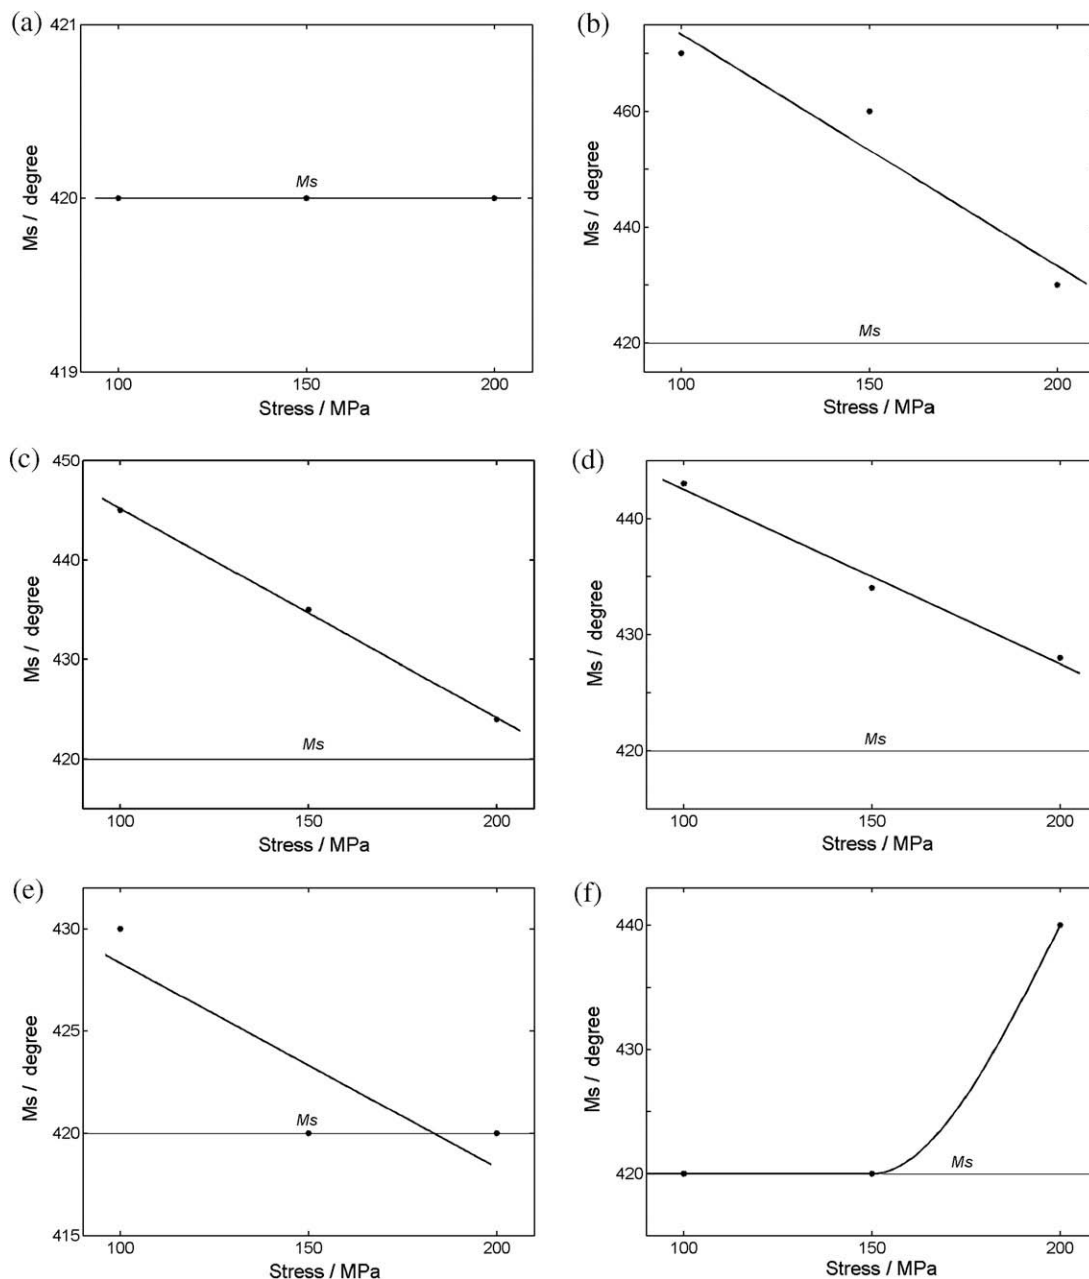 (a)
421
420
419
Ms / degree
Ms
100 150 200
Stress / MPa
(b)
460
440
420
Ms / degree
Ms
100 150 200
Stress / MPa
(c)
450
440
430
420
Ms / degree
Ms
100 150 200
Stress / MPa
(d)
440
430
420
Ms / degree
Ms
100 150 200
Stress / MPa
(e)
430
425
420
415
Ms / degree
Ms
100 150 200
Stress / MPa
(f)
440
430
420
Ms / degree
Ms
100 150 200
Stress / MPa